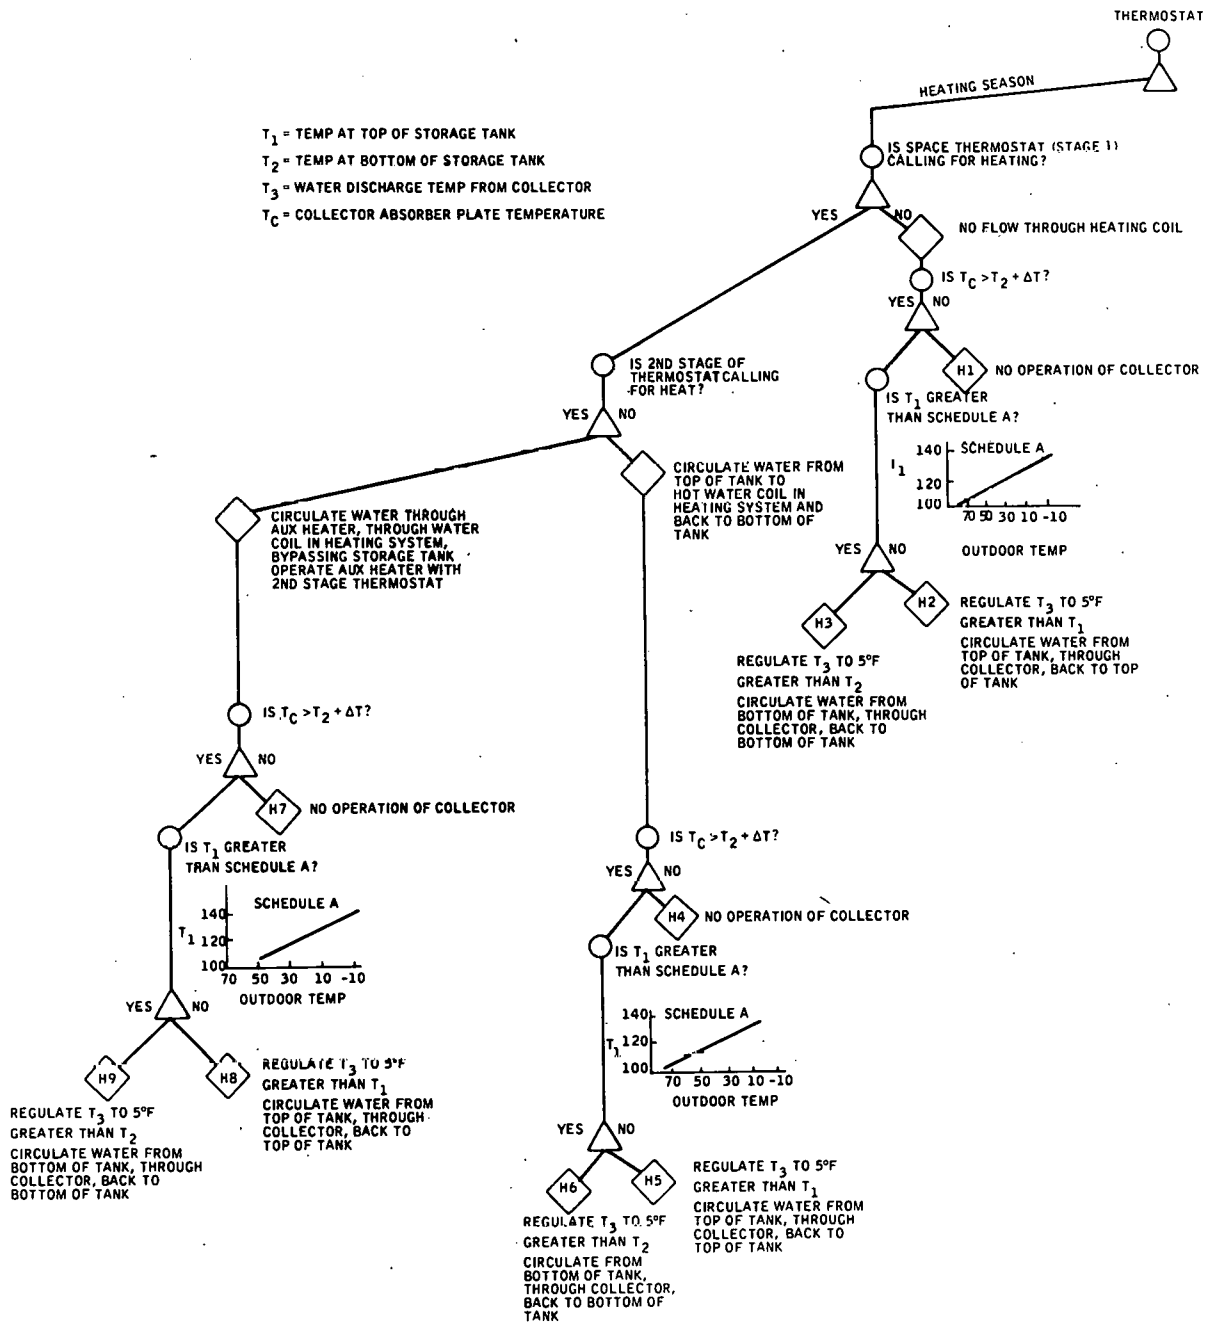 THERMOSTAT
HEATING SEASON
T1 = TEMP AT TOP OF STORAGE TANK
T2 = TEMP AT BOTTOM OF STORAGE TANK
T3 = WATER DISCHARGE TEMP FROM COLLECTOR
TC = COLLECTOR ABSORBER PLATE TEMPERATURE
IS SPACE THERMOSTAT (STAGE 1)
CALLING FOR HEATING?
YES NO
NO FLOW THROUGH HEATING COIL
IS TC > T2 + ΔT?
YES NO
H1 NO OPERATION OF COLLECTOR
IS T1 GREATER
THAN SCHEDULE A?
SCHEDULE A
140
120
100
T1
70 50 30 10 -10
OUTDOOR TEMP
YES NO
H2
REGULATE T3 TO 5°F
GREATER THAN T1
CIRCULATE WATER FROM
TOP OF TANK, THROUGH
COLLECTOR, BACK TO TOP
OF TANK
H3
REGULATE T3 TO 5°F
GREATER THAN T2
CIRCULATE WATER FROM
BOTTOM OF TANK, THROUGH
COLLECTOR, BACK TO
BOTTOM OF TANK
IS 2ND STAGE OF
THERMOSTAT CALLING
FOR HEAT?
YES NO
CIRCULATE WATER FROM
TOP OF TANK TO
HOT WATER COIL IN
HEATING SYSTEM AND
BACK TO BOTTOM OF
TANK
IS TC > T2 + ΔT?
YES NO
H4 NO OPERATION OF COLLECTOR
IS T1 GREATER
THAN SCHEDULE A?
SCHEDULE A
140
120
100
T1
70 50 30 10 -10
OUTDOOR TEMP
YES NO
H5
REGULATE T3 TO 5°F
GREATER THAN T1
CIRCULATE WATER FROM
TOP OF TANK, THROUGH
COLLECTOR, BACK TO
TOP OF TANK
H6
REGULATE T3 TO 5°F
GREATER THAN T2
CIRCULATE FROM
BOTTOM OF TANK,
THROUGH COLLECTOR,
BACK TO BOTTOM OF
TANK
CIRCULATE WATER THROUGH
AUX HEATER, THROUGH WATER
COIL IN HEATING SYSTEM,
BYPASSING STORAGE TANK
OPERATE AUX HEATER WITH
2ND STAGE THERMOSTAT
IS TC > T2 + ΔT?
YES NO
H7 NO OPERATION OF COLLECTOR
IS T1 GREATER
THAN SCHEDULE A?
SCHEDULE A
140
120
100
T1
70 50 30 10 -10
OUTDOOR TEMP
YES NO
H8
REGULATE T3 TO 5°F
GREATER THAN T1
CIRCULATE WATER FROM
TOP OF TANK, THROUGH
COLLECTOR, BACK TO
TOP OF TANK
H9
REGULATE T3 TO 5°F
GREATER THAN T2
CIRCULATE WATER FROM
BOTTOM OF TANK, THROUGH
COLLECTOR, BACK TO
BOTTOM OF TANK